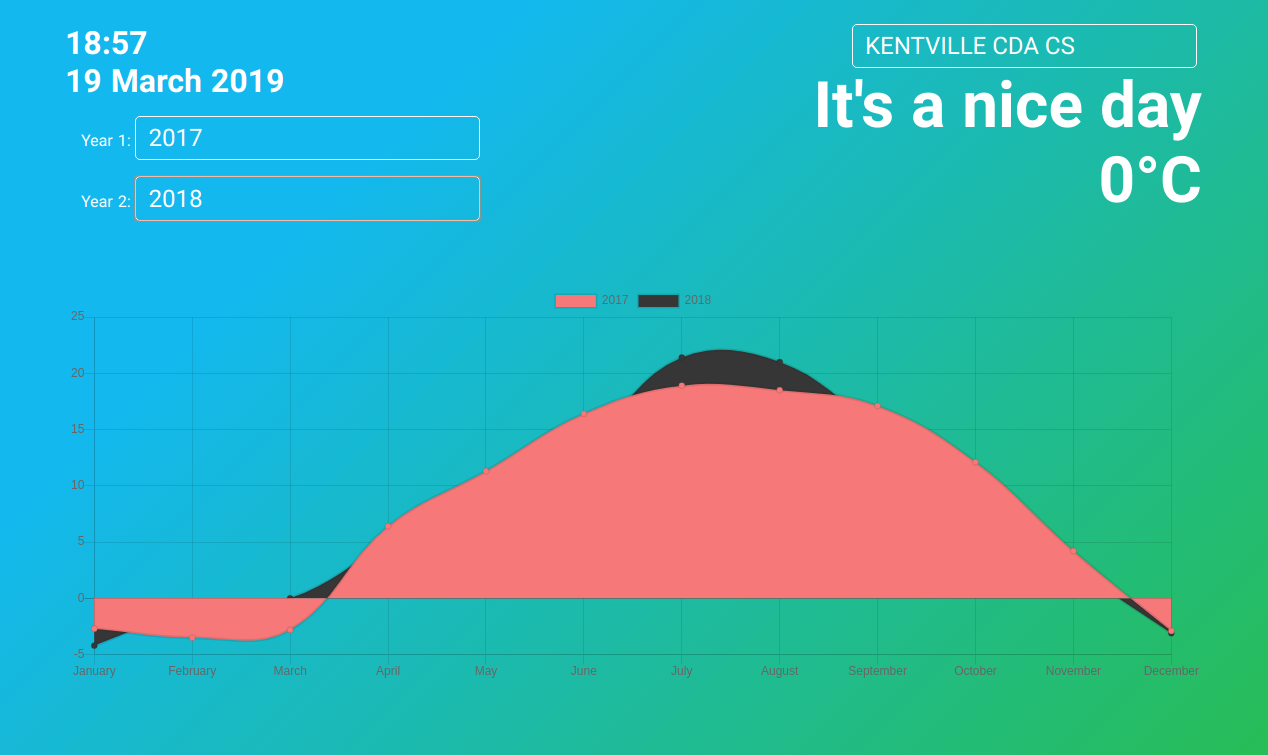 18:57
19 March 2019
KENTVILLE CDA CS
It's a nice day
0°C
Year 1: 2017
Year 2: 2018
2017 2018
25
20
15
10
5
0
-5
January February March April May June July August September October November December